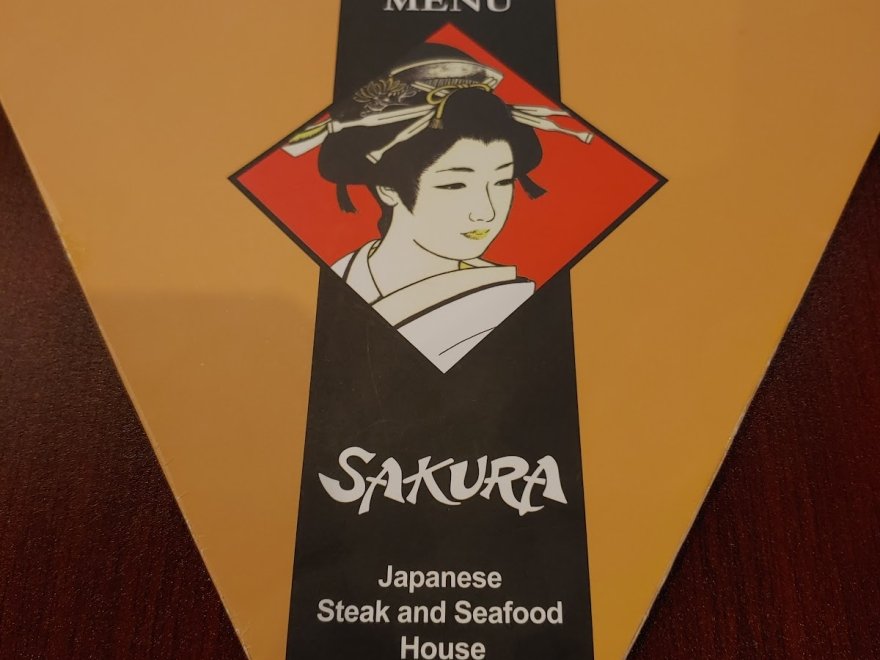 MENU
SAKURA
Japanese
Steak and Seafood
House